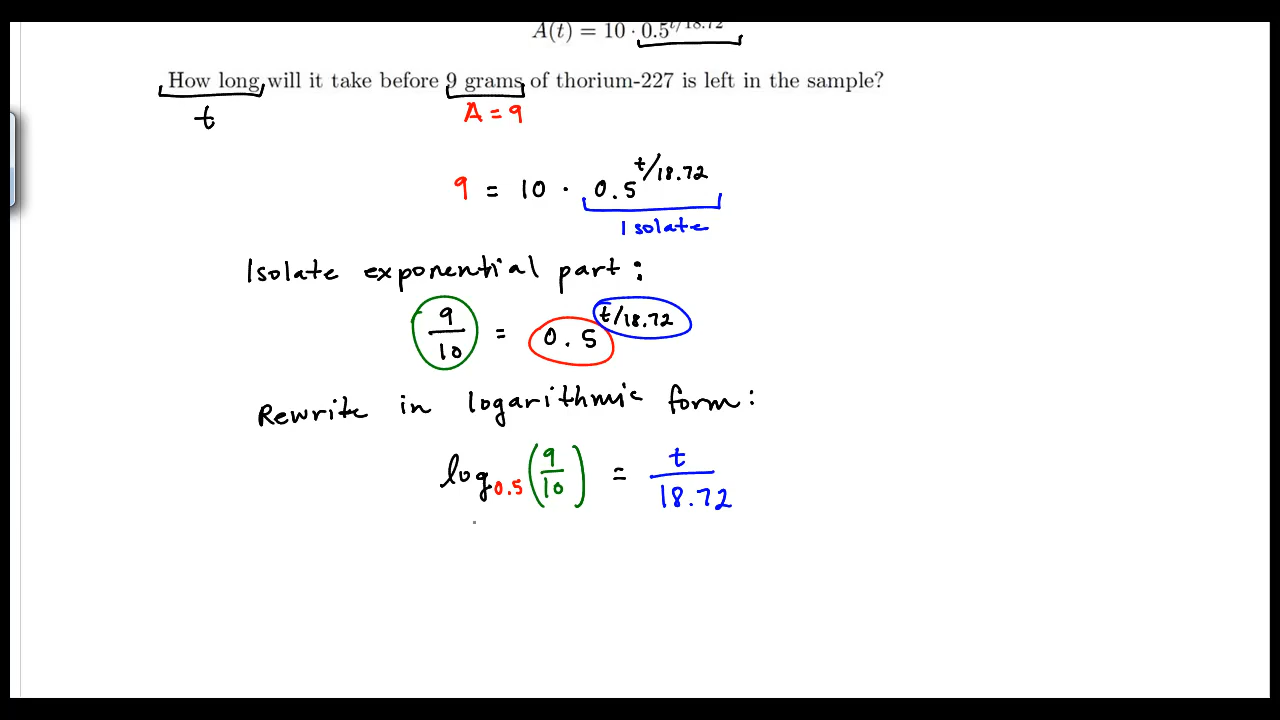 A(t) = 10 · 0.5^{t/18.72}
How long will it take before 9 grams of thorium-227 is left in the sample?
t A = 9
9 = 10 · 0.5^{t/18.72}
Isolate
Isolate exponential part:
9/10 = 0.5^{t/18.72}
Rewrite in logarithmic form:
log_{0.5}(9/10) = t/18.72